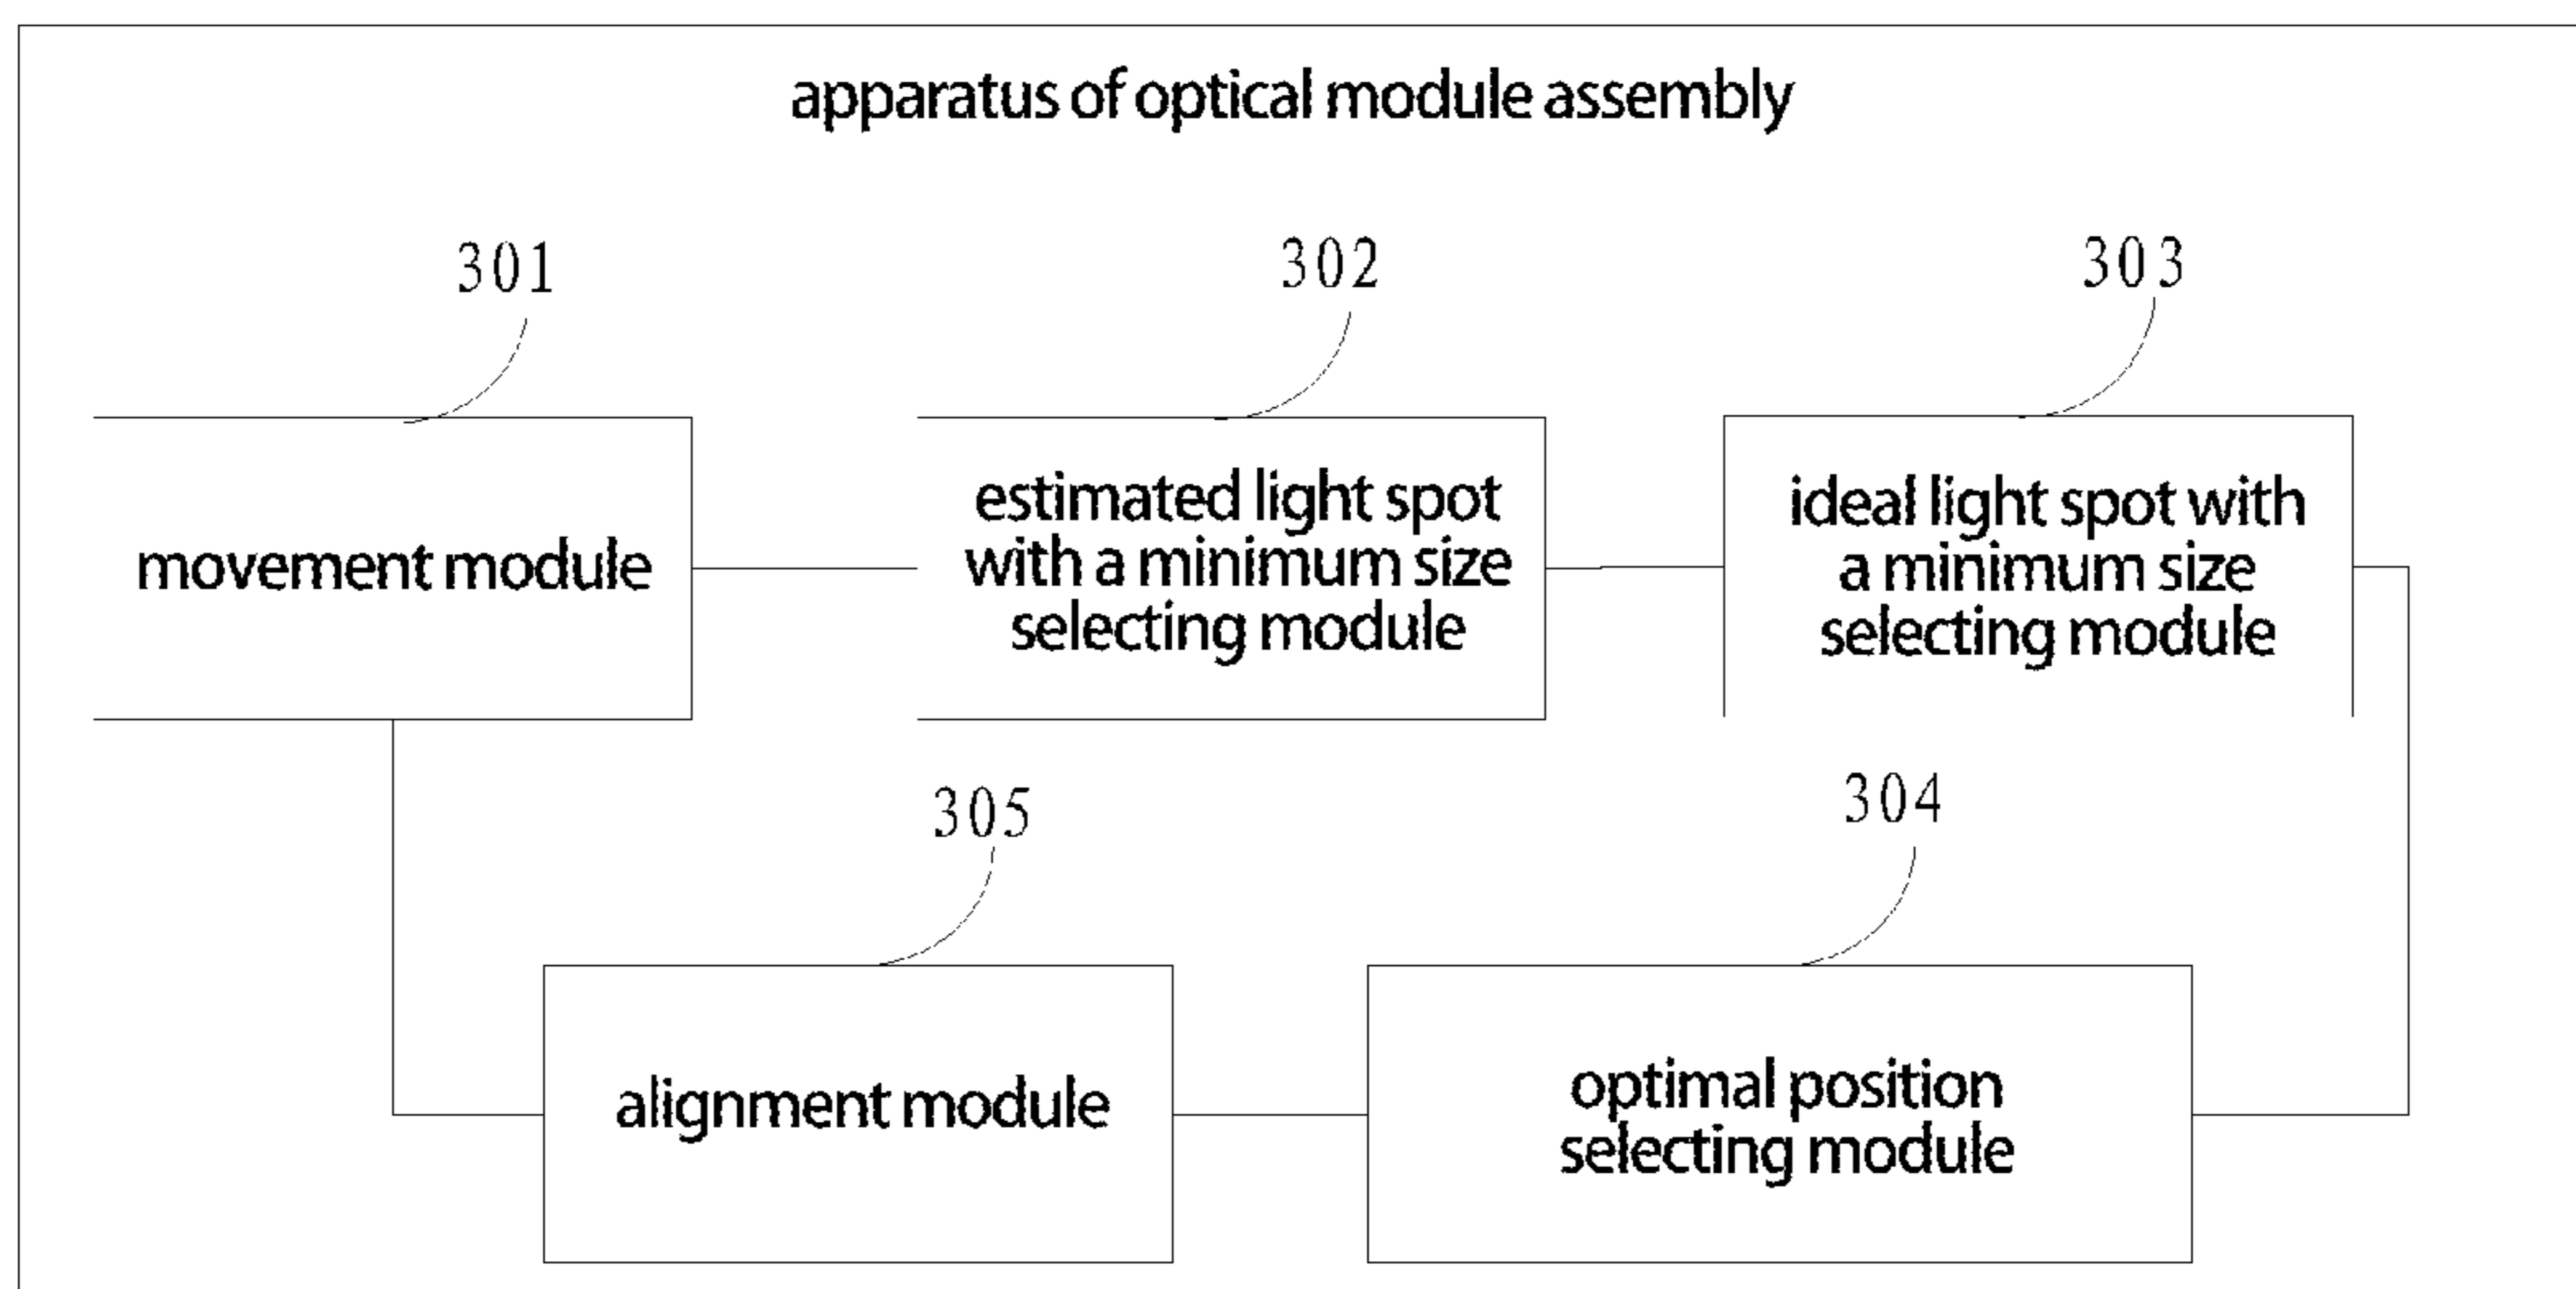 apparatus of optical module assembly
301
302
303
movement module
estimated light spot
with a minimum size
selecting module
ideal light spot with
a minimum size
selecting module
305
304
alignment module
optimal position
selecting module